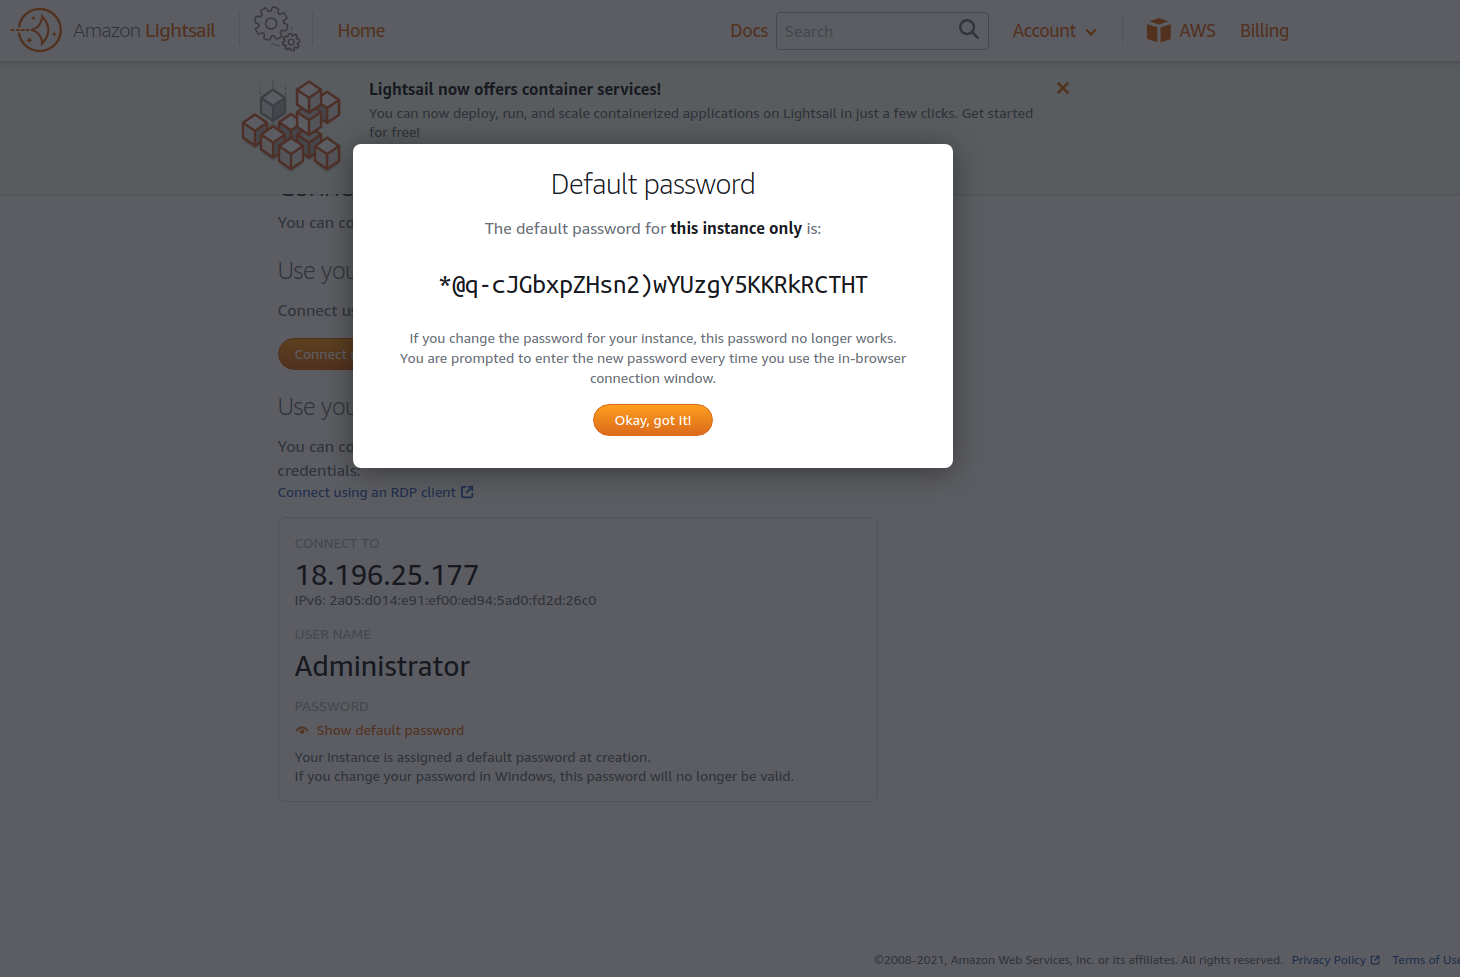 Amazon Lightsail
Home
Docs
Search
Account
AWS
Billing
Lightsail now offers container services!
You can now deploy, run, and scale containerized applications on Lightsail in just a few clicks. Get started
for free!
Default password
The default password for this instance only is:
*@q-cJGbxpZHsn2)wYUzgY5KKRkRCTHT
If you change the password for your instance, this password no longer works.
You are prompted to enter the new password every time you use the in-browser
connection window.
Okay, got it!
You can co
Use you
Connect us
Connect u
Use you
You can co
credentials:
Connect using an RDP client
CONNECT TO
18.196.25.177
IPv6: 2a05:d014:e91:ef00:ed94:5ad0:fd2d:26c0
USER NAME
Administrator
PASSWORD
Show default password
Your instance is assigned a default password at creation.
If you change your password in Windows, this password will no longer be valid.
©2008-2021, Amazon Web Services, Inc. or its affiliates. All rights reserved. Privacy Policy Terms of Use